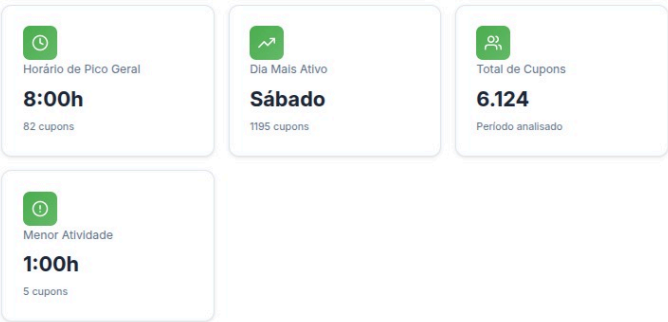 Horário de Pico Geral
8:00h
82 cupons
Dia Mais Ativo
Sábado
1195 cupons
Total de Cupons
6.124
Período analisado
Menor Atividade
1:00h
5 cupons